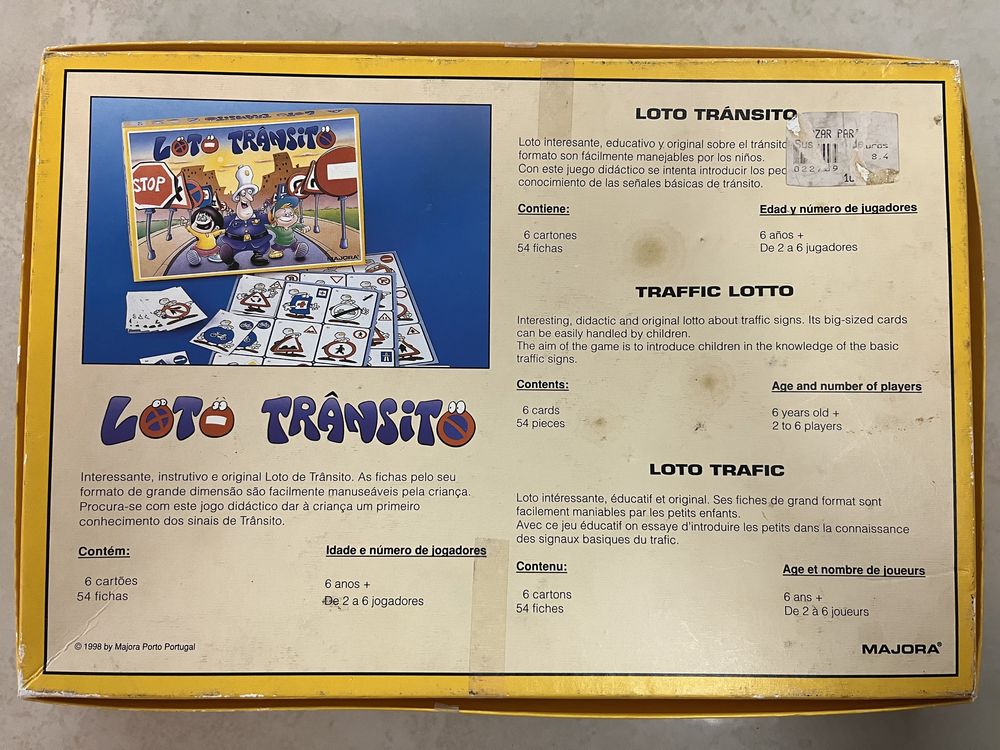 LOTO TRÂNSITO
STOP
MAJORA
LOTO TRÂNSITO
Interessante, instrutivo e original Loto de Trânsito. As fichas pelo seu
formato de grande dimensão são facilmente manuseáveis pela criança.
Procura-se com este jogo didáctico dar à criança um primeiro
conhecimento dos sinais de Trânsito.
Contém:
6 cartões
54 fichas
Idade e número de jogadores
6 anos +
De 2 a 6 jogadores
© 1998 by Majora Porto Portugal
LOTO TRÁNSITO
Loto interesante, educativo y original sobre el tránsito. Sus
formato son fácilmente manejables por los niños.
Con este juego didáctico se intenta introducir los
conocimiento de las señales básicas de tránsito.
ZAR PAR
022/09
8.4
Contiene:
6 cartones
54 fichas
Edad y número de jugadores
6 años +
De 2 a 6 jugadores
TRAFFIC LOTTO
Interesting, didactic and original lotto about traffic signs. Its big-sized cards
can be easily handled by children.
The aim of the game is to introduce children in the knowledge of the basic
traffic signs.
Contents:
6 cards
54 pieces
Age and number of players
6 years old +
2 to 6 players
LOTO TRAFIC
Loto intéressante, éducatif et original. Ses fiches de grand format sont
facilement maniables par les petits enfants.
Avec ce jeu éducatif on essaye d'introduire les petits dans la connaissance
des signaux basiques du trafic.
Contenu:
6 cartons
54 fiches
Age et nombre de joueurs
6 ans +
De 2 à 6 joueurs
MAJORA®